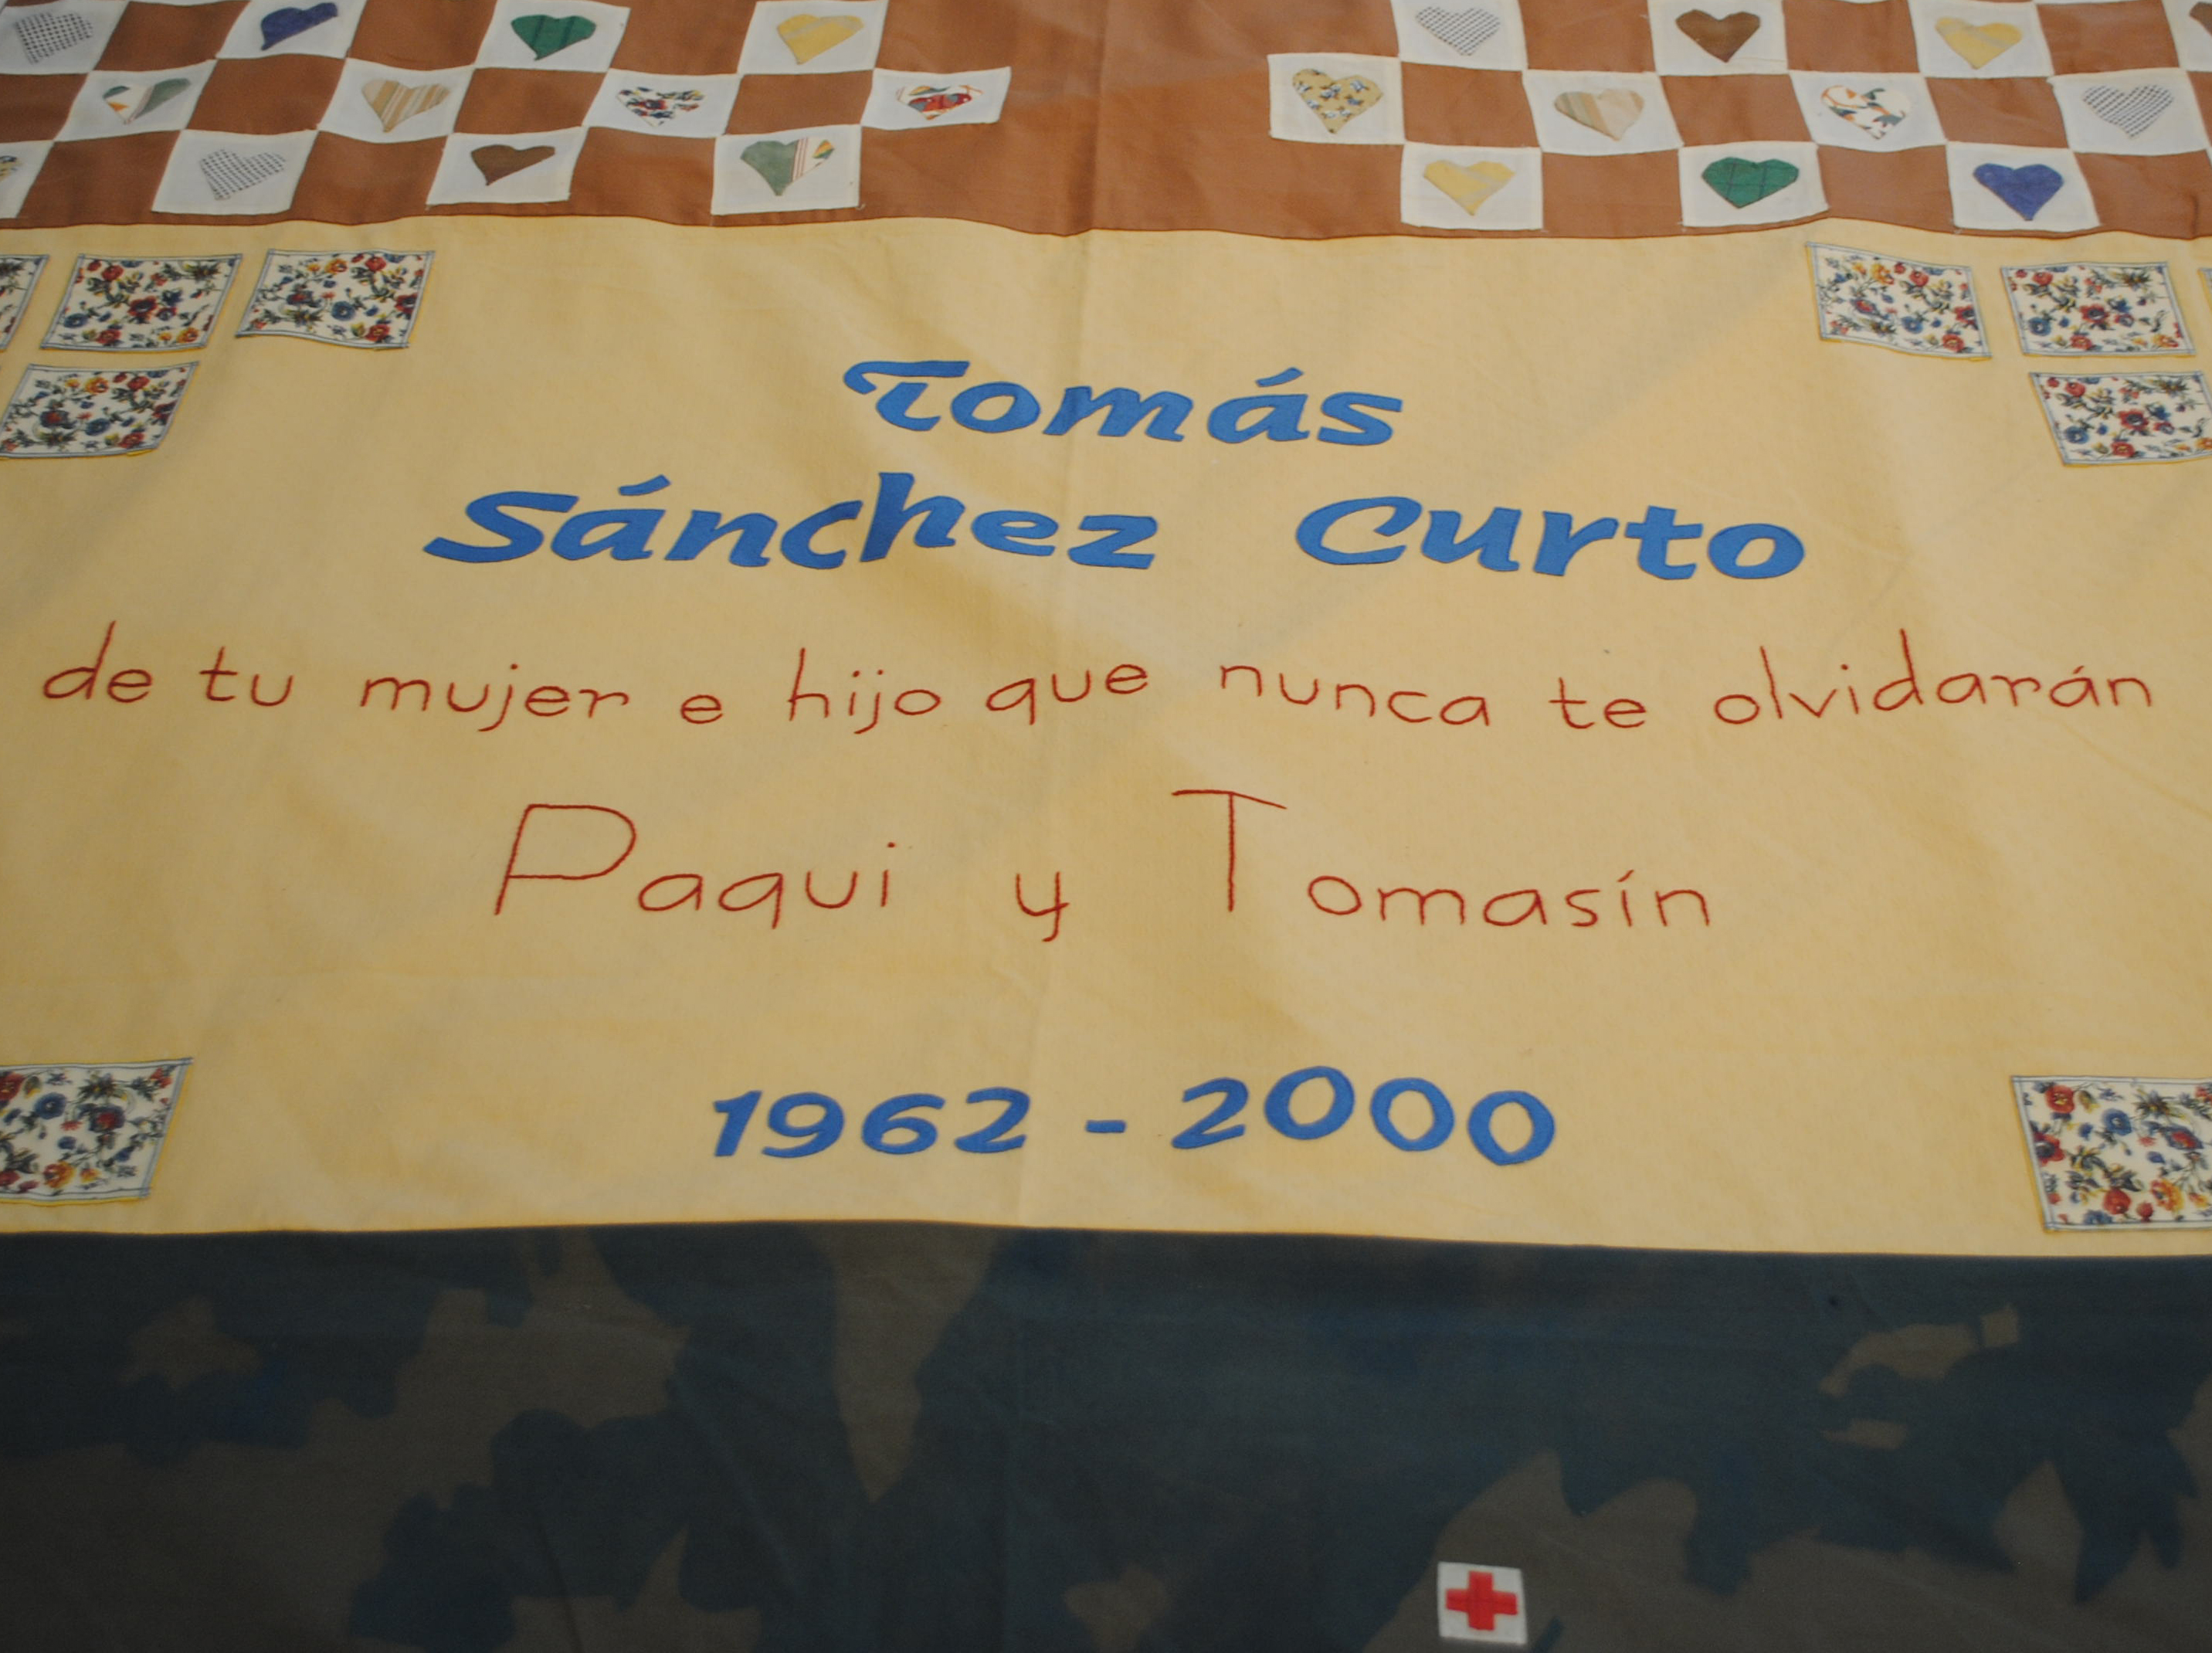 Tomás
Sánchez Curto
de tu mujer e hijo que nunca te olvidarán
Paqui y Tomasín
1962 - 2000